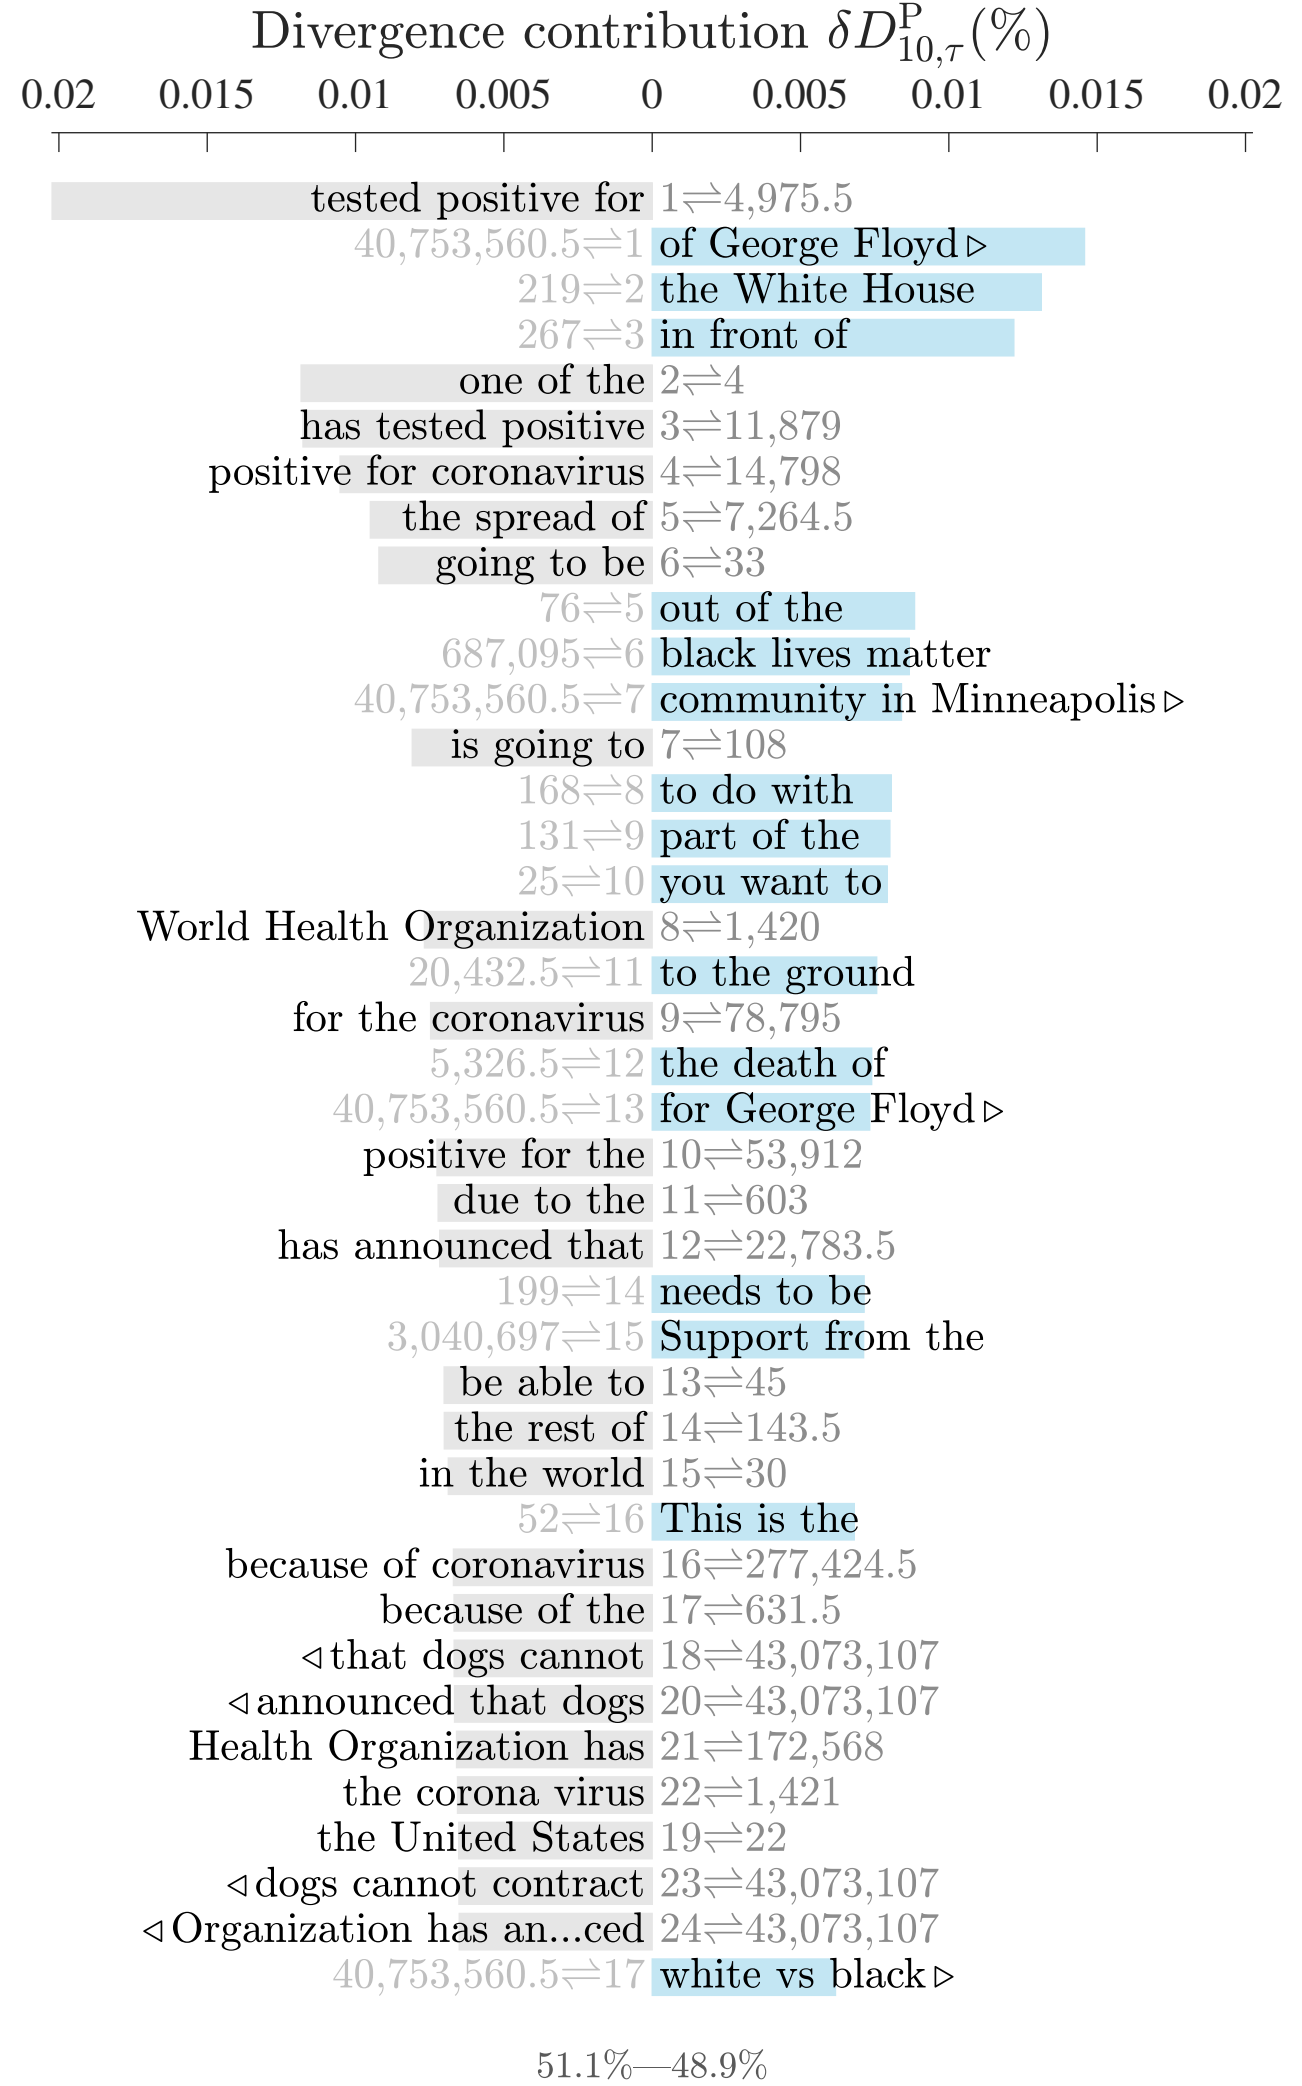 Divergence contribution δD^P_{10,τ}(%)
0.02 0.015 0.01 0.005 0 0.005 0.01 0.015 0.02
tested positive for 1⇌4,975.5
40,753,560.5⇌1 of George Floyd▷
219⇌2 the White House
267⇌3 in front of
one of the 2⇌4
has tested positive 3⇌11,879
positive for coronavirus 4⇌14,798
the spread of 5⇌7,264.5
going to be 6⇌33
76⇌5 out of the
687,095⇌6 black lives matter
40,753,560.5⇌7 community in Minneapolis▷
is going to 7⇌108
168⇌8 to do with
131⇌9 part of the
25⇌10 you want to
World Health Organization 8⇌1,420
20,432.5⇌11 to the ground
for the coronavirus 9⇌78,795
5,326.5⇌12 the death of
40,753,560.5⇌13 for George Floyd▷
positive for the 10⇌53,912
due to the 11⇌603
has announced that 12⇌22,783.5
199⇌14 needs to be
3,040,697⇌15 Support from the
be able to 13⇌45
the rest of 14⇌143.5
in the world 15⇌30
52⇌16 This is the
because of coronavirus 16⇌277,424.5
because of the 17⇌631.5
◁that dogs cannot 18⇌43,073,107
◁announced that dogs 20⇌43,073,107
Health Organization has 21⇌172,568
the corona virus 22⇌1,421
the United States 19⇌22
◁dogs cannot contract 23⇌43,073,107
◁Organization has an...ced 24⇌43,073,107
40,753,560.5⇌17 white vs black▷
51.1%—48.9%